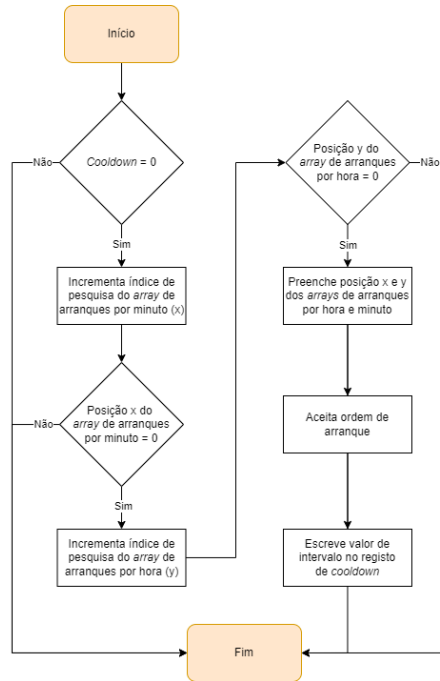 Início
Cooldown = 0
Não
Sim
Incrementa índice de
pesquisa do array de
arranques por minuto (x)
Posição x do
array de arranques
por minuto = 0
Não
Sim
Incrementa índice de
pesquisa do array de
arranques por hora (y)
Posição y do
array de arranques
por hora = 0
Não
Sim
Preenche posição x e y
dos arrays de arranques
por hora e minuto
Aceita ordem de
arranque
Escreve valor de
intervalo no registo
de cooldown
Fim